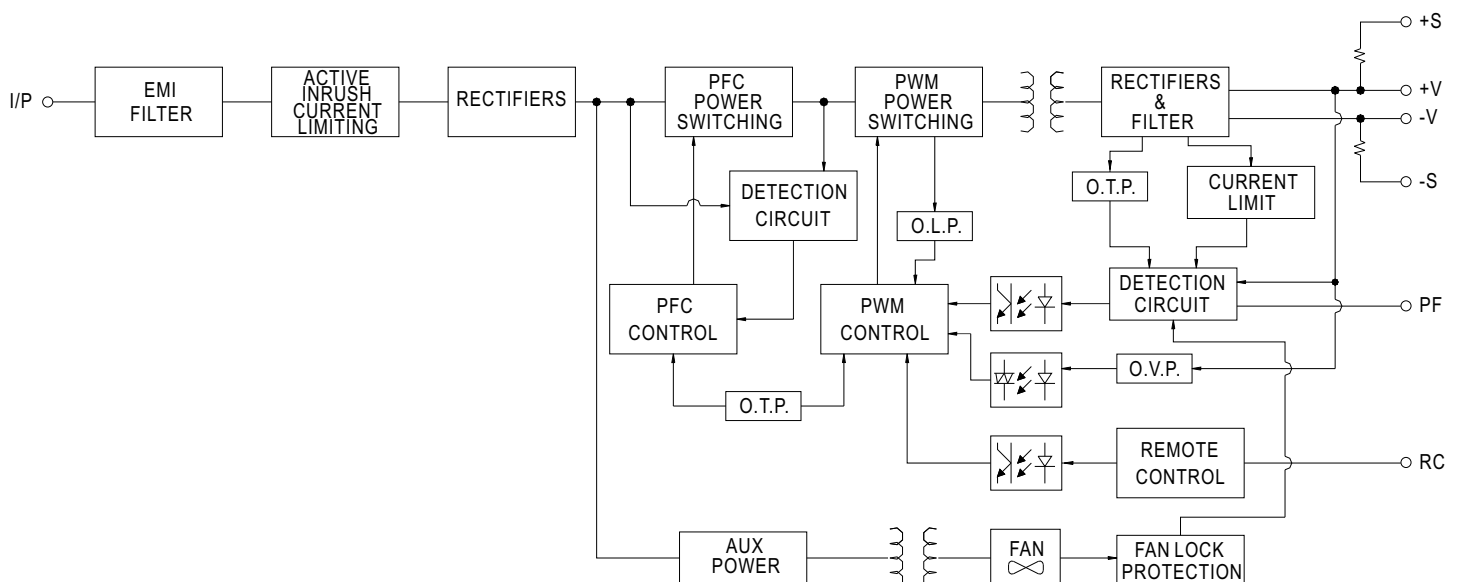 +S
I/P
EMI
FILTER
ACTIVE
INRUSH
CURRENT
LIMITING
RECTIFIERS
PFC
POWER
SWITCHING
PWM
POWER
SWITCHING
RECTIFIERS
&
FILTER
+V
-V
-S
DETECTION
CIRCUIT
O.L.P.
O.T.P.
CURRENT
LIMIT
PFC
CONTROL
PWM
CONTROL
DETECTION
CIRCUIT
PF
O.V.P.
O.T.P.
REMOTE
CONTROL
RC
AUX
POWER
FAN
FAN LOCK
PROTECTION